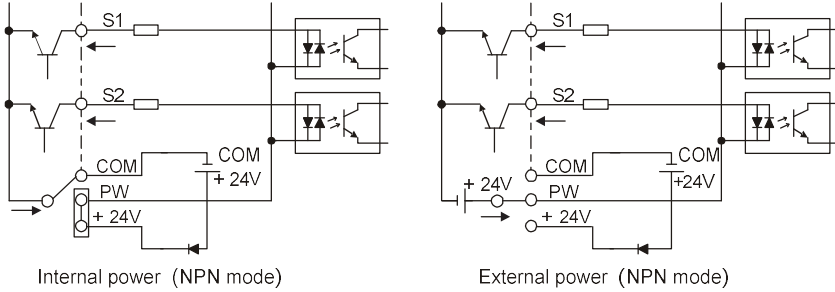 S1
S2
COM
COM
+ 24V
PW
+ 24V
Internal power (NPN mode)
S1
S2
COM
COM
+ 24V
+24V
PW
+ 24V
External power (NPN mode)